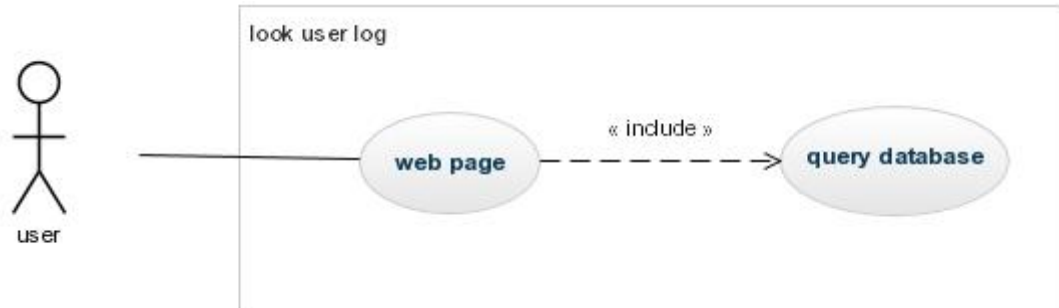 look user log
« include »
web page
query database
user